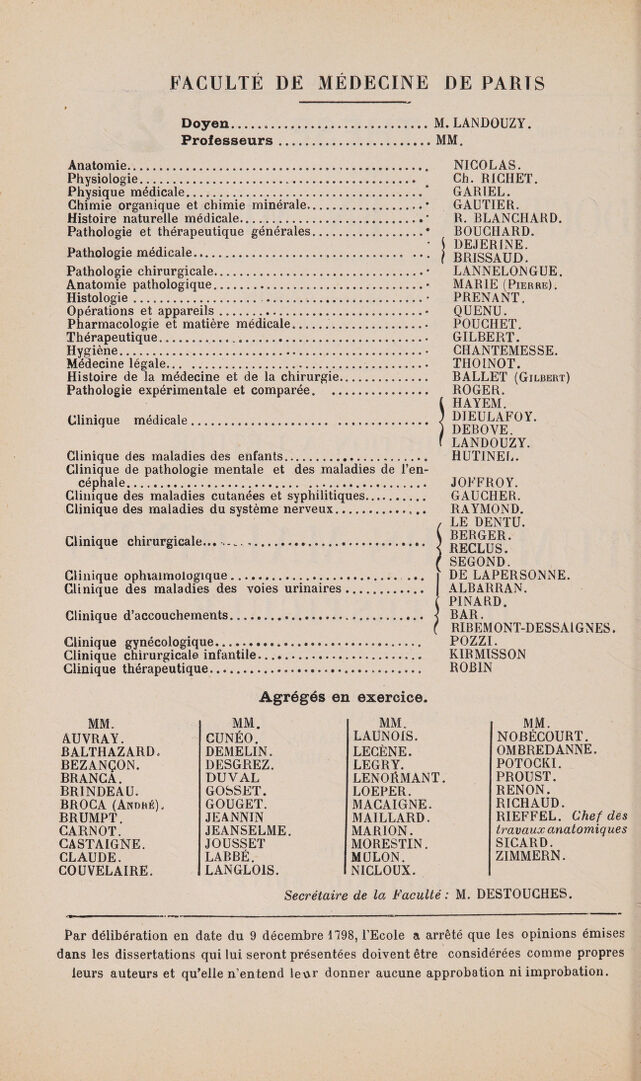 FACULTÉ DE MÉDECINE DE PARIS
Doyen............................ M. LANDOUZY.
Professeurs ...................... MM.
Anatomie........................................... NICOLAS.
Physiologie........................................ Ch. RICHET.
Physique médicale.................................. GARIEL.
Chimie organique et chimie minérale................ GAUTIER.
Histoire naturelle médicale........................ R. BLANCHARD.
Pathologie et thérapeutique générales.............. BOUCHARD.
Pathologie médicale................................ { DEJERINE.
BRISSAUD.
Pathologie chirurgicale............................ LANNELONGUE.
Anatomie pathologique.............................. MARIE (Pierre).
Histologie ........................................ PRENANT.
Opérations et appareils ........................... QUENU.
Pharmacologie et matière médicale.................. POUCHET.
Thérapeutique...................................... GILBERT.
Hygiène............................................ CHANTEMESSE.
Médecine légale.................................... THOINOT.
Histoire de la médecine et de la chirurgie............. BALLET (Gilbert)
Pathologie expérimentale et comparée. .............. ROGER.
Clinique médicale .................................. { HAYEM.
DIEULAFOY.
DEBOVE.
LANDOUZY.
Clinique des maladies des enfants.................... HUTINEL.
Clinique de pathologie mentale et des maladies de l'en-
céphale............................................ JOFFROY.
Clinique des maladies cutanées et syphilitiques.......... GAUCHER.
Clinique des maladies du système nerveux.............. RAYMOND.
Clinique chirurgicale............................... { LE DENTU.
BERGER.
RECLUS.
SEGOND.
Clinique ophtalmologique ........................... DE LAPERSONNE.
Clinique des maladies des voies urinaires ............ ALBARRAN.
Clinique d'accouchements............................ { PINARD.
BAR.
RIBEMONT-DESSAIGNES.
Clinique gynécologique.............................. POZZI.
Clinique chirurgicale infantile..................... KIRMISSON
Clinique thérapeutique.............................. ROBIN
Agrégés en exercice.
MM.
AUVRAY.
BALTHAZARD.
BEZANÇON.
BRANCA.
BRINDEAU.
BROCA (André).
BRUMPT.
CARNOT.
CASTAIGNE.
CLAUDE.
COUVELAIRE.
MM.
CUNÉO.
DEMELIN.
DESGREZ.
DUVAL
GOSSET.
GOUGET.
JEANNIN
JEANSELME.
JOUSSET
LABBÉ.
LANGLOIS.
MM.
LAUNOIS.
LECÈNE.
LEGRY.
LENORMANT.
LOEPER.
MACAIGNE.
MAILLARD.
MARION.
MORESTIN.
MULON.
NICLOUX.
MM.
NOBÉCOURT.
OMBREDANNE.
POTOCKI.
PROUST.
RENON.
RICHAUD.
RIEFFEL. Chef des
travaux anatomiques
SICARD.
ZIMMERN.
Secrétaire de la Faculté : M. DESTOUCHES.
Par délibération en date du 9 décembre 1798, l'Ecole a arrêté que les opinions émises
dans les dissertations qui lui seront présentées doivent être considérées comme propres
à leurs auteurs et qu'elle n'entend leur donner aucune approbation ni improbation.